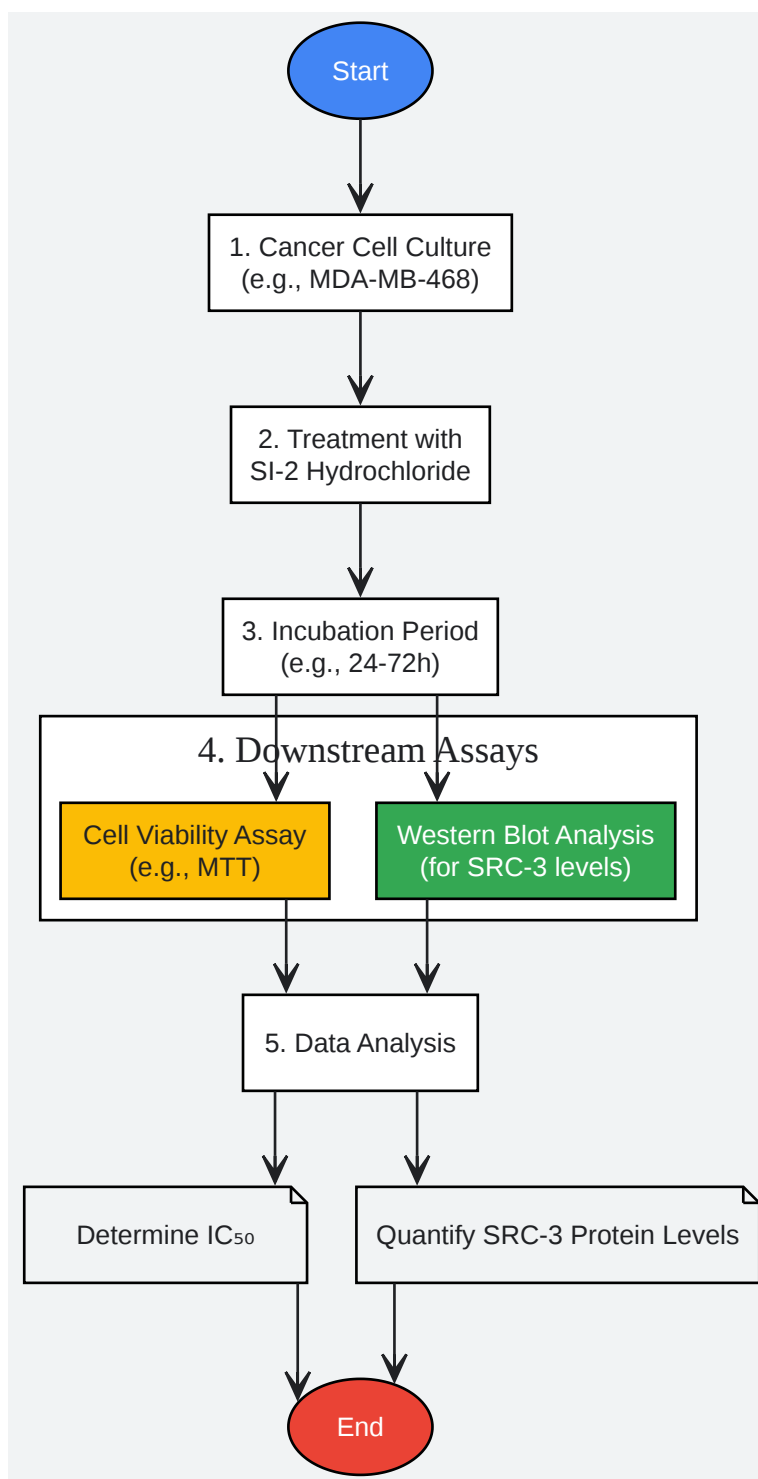 Start
1. Cancer Cell Culture
(e.g., MDA-MB-468)
2. Treatment with
SI-2 Hydrochloride
3. Incubation Period
(e.g., 24-72h)
4. Downstream Assays
Cell Viability Assay
(e.g., MTT)
Western Blot Analysis
(for SRC-3 levels)
5. Data Analysis
Determine IC₅₀
Quantify SRC-3 Protein Levels
End